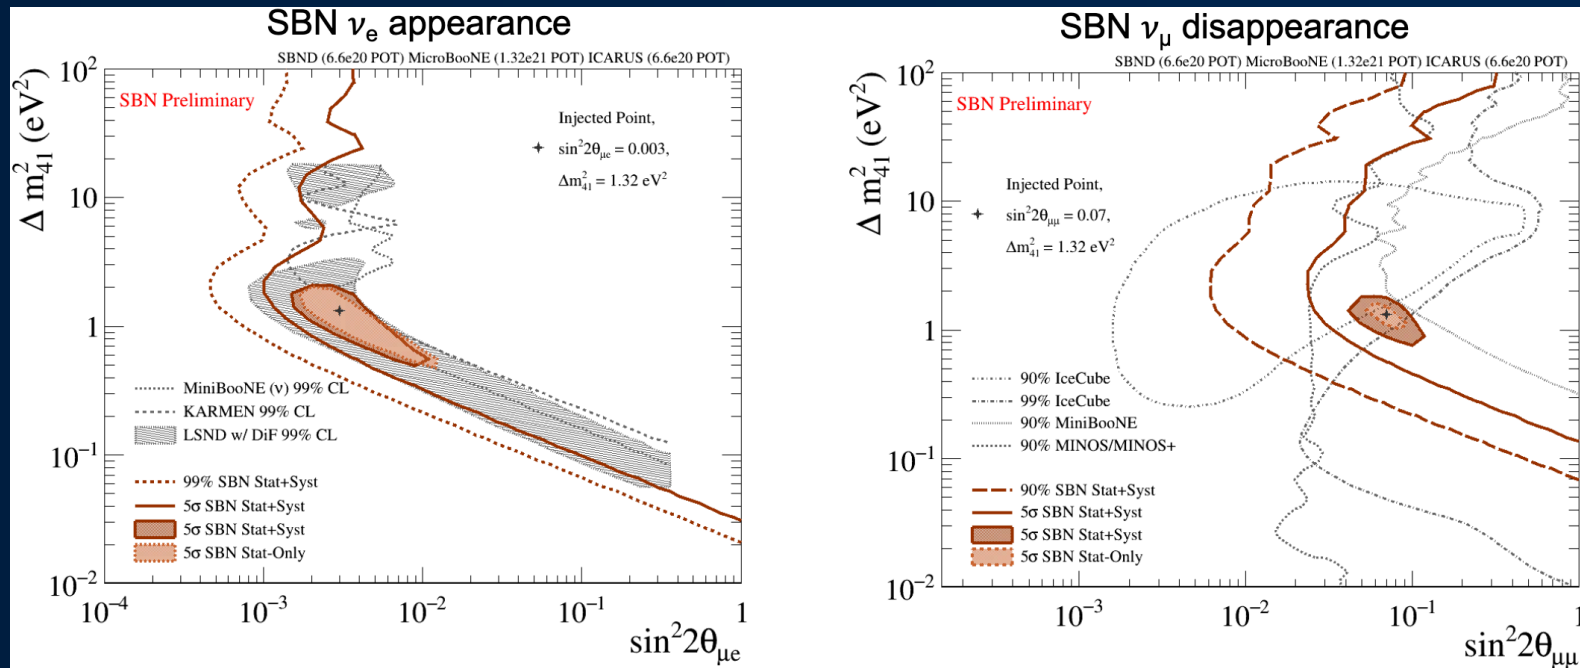 SBN νe appearance
SBND (6.6e20 POT) MicroBooNE (1.32e21 POT) ICARUS (6.6e20 POT)
SBN Preliminary
Injected Point,
sin²2θμe = 0.003,
Δm²41 = 1.32 eV²
Δ m²41 (eV²)
10²
10
1
10⁻¹
10⁻²
MiniBooNE (ν) 99% CL
KARMEN 99% CL
LSND w/ DiF 99% CL
99% SBN Stat+Syst
5σ SBN Stat+Syst
5σ SBN Stat+Syst
5σ SBN Stat-Only
10⁻⁴ 10⁻³ 10⁻² 10⁻¹ 1
sin²2θμe
SBN νμ disappearance
SBND (6.6e20 POT) MicroBooNE (1.32e21 POT) ICARUS (6.6e20 POT)
SBN Preliminary
Injected Point,
sin²2θμμ = 0.07,
Δm²41 = 1.32 eV²
Δ m²41 (eV²)
10²
10
1
10⁻¹
10⁻²
90% IceCube
99% IceCube
90% MiniBooNE
90% MINOS/MINOS+
90% SBN Stat+Syst
5σ SBN Stat+Syst
5σ SBN Stat+Syst
5σ SBN Stat-Only
10⁻³ 10⁻² 10⁻¹ 1
sin²2θμμ